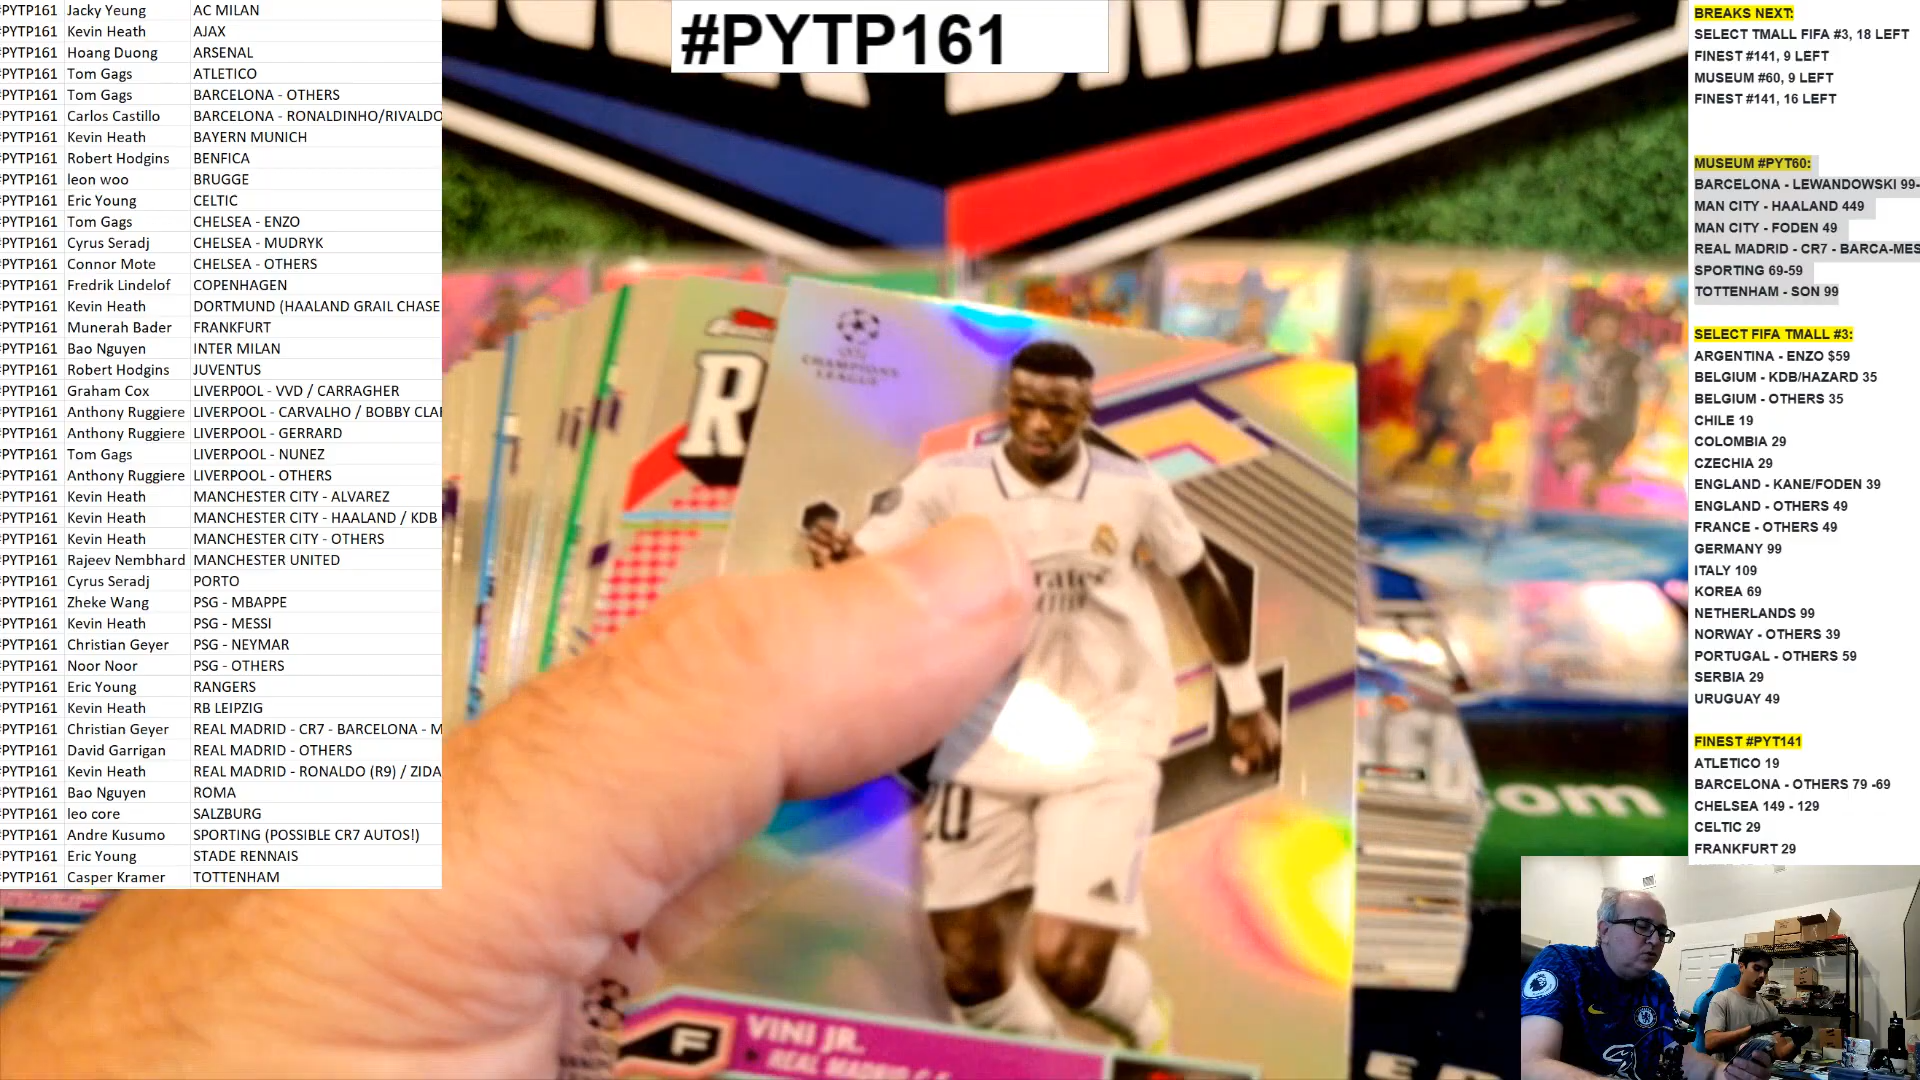 #PYTP161 Jacky Yeung AC MILAN
#PYTP161 Kevin Heath AJAX
#PYTP161 Hoang Duong ARSENAL
#PYTP161 Tom Gags ATLETICO
#PYTP161 Tom Gags BARCELONA - OTHERS
#PYTP161 Carlos Castillo BARCELONA - RONALDINHO/RIVALDO
#PYTP161 Kevin Heath BAYERN MUNICH
#PYTP161 Robert Hodgins BENFICA
#PYTP161 leon woo BRUGGE
#PYTP161 Eric Young CELTIC
#PYTP161 Tom Gags CHELSEA - ENZO
#PYTP161 Cyrus Seradj CHELSEA - MUDRYK
#PYTP161 Connor Mote CHELSEA - OTHERS
#PYTP161 Fredrik Lindelof COPENHAGEN
#PYTP161 Kevin Heath DORTMUND (HAALAND GRAIL CHASE
#PYTP161 Munerah Bader FRANKFURT
#PYTP161 Bao Nguyen INTER MILAN
#PYTP161 Robert Hodgins JUVENTUS
#PYTP161 Graham Cox LIVERP0OL - VVD / CARRAGHER
#PYTP161 Anthony Ruggiere LIVERPOOL - CARVALHO / BOBBY CLA
#PYTP161 Anthony Ruggiere LIVERPOOL - GERRARD
#PYTP161 Tom Gags LIVERPOOL - NUNEZ
#PYTP161 Anthony Ruggiere LIVERPOOL - OTHERS
#PYTP161 Kevin Heath MANCHESTER CITY - ALVAREZ
#PYTP161 Kevin Heath MANCHESTER CITY - HAALAND / KDB
#PYTP161 Kevin Heath MANCHESTER CITY - OTHERS
#PYTP161 Rajeev Nembhard MANCHESTER UNITED
#PYTP161 Cyrus Seradj PORTO
#PYTP161 Zheke Wang PSG - MBAPPE
#PYTP161 Kevin Heath PSG - MESSI
#PYTP161 Christian Geyer PSG - NEYMAR
#PYTP161 Noor Noor PSG - OTHERS
#PYTP161 Eric Young RANGERS
#PYTP161 Kevin Heath RB LEIPZIG
#PYTP161 Christian Geyer REAL MADRID - CR7 - BARCELONA - M
#PYTP161 David Garrigan REAL MADRID - OTHERS
#PYTP161 Kevin Heath REAL MADRID - RONALDO (R9) / ZIDA
#PYTP161 Bao Nguyen ROMA
#PYTP161 leo core SALZBURG
#PYTP161 Andre Kusumo SPORTING (POSSIBLE CR7 AUTOS!)
#PYTP161 Eric Young STADE RENNAIS
#PYTP161 Casper Kramer TOTTENHAM
#PYTP161
CHAMPIONS
LEAGUE
R
20
F
VINI JR.
REAL MADRID C.F.
om
BREAKS NEXT:
SELECT TMALL FIFA #3, 18 LEFT
FINEST #141, 9 LEFT
MUSEUM #60, 9 LEFT
FINEST #141, 16 LEFT
MUSEUM #PYT60:
BARCELONA - LEWANDOWSKI 99-
MAN CITY - HAALAND 449
MAN CITY - FODEN 49
REAL MADRID - CR7 - BARCA-MES
SPORTING 69-59
TOTTENHAM - SON 99
SELECT FIFA TMALL #3:
ARGENTINA - ENZO $59
BELGIUM - KDB/HAZARD 35
BELGIUM - OTHERS 35
CHILE 19
COLOMBIA 29
CZECHIA 29
ENGLAND - KANE/FODEN 39
ENGLAND - OTHERS 49
FRANCE - OTHERS 49
GERMANY 99
ITALY 109
KOREA 69
NETHERLANDS 99
NORWAY - OTHERS 39
PORTUGAL - OTHERS 59
SERBIA 29
URUGUAY 49
FINEST #PYT141
ATLETICO 19
BARCELONA - OTHERS 79 -69
CHELSEA 149 - 129
CELTIC 29
FRANKFURT 29